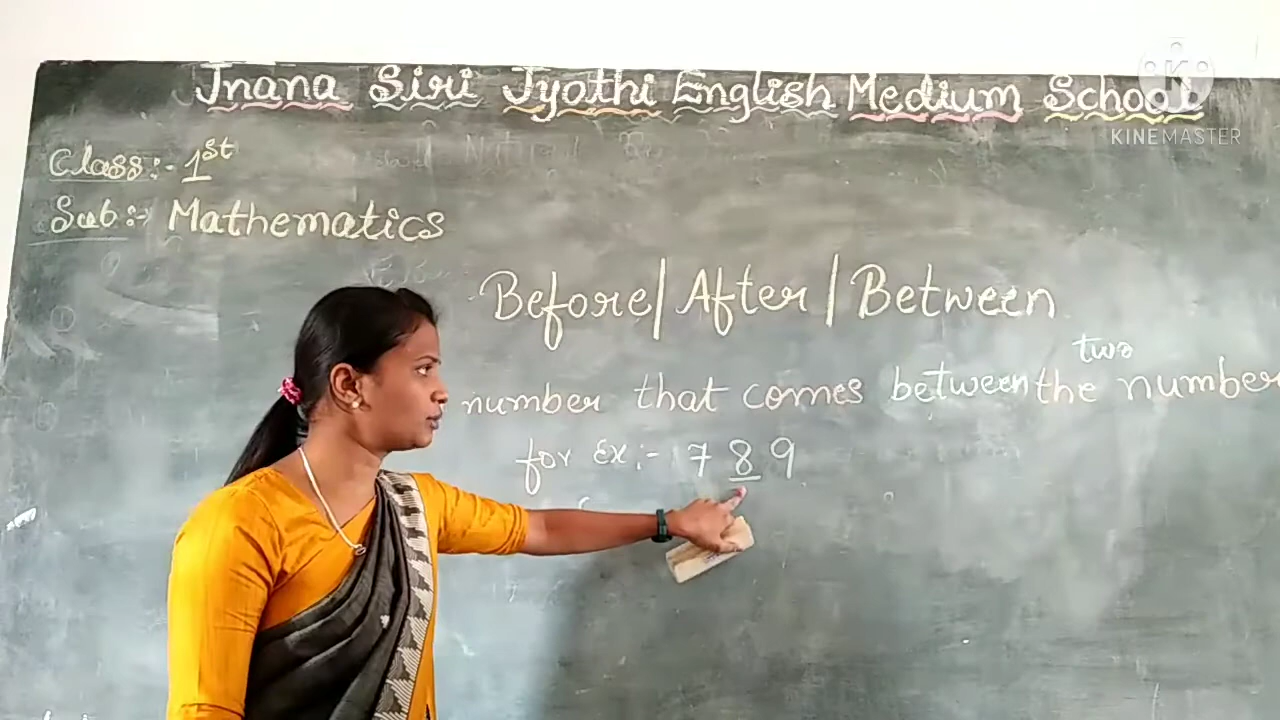 Jnana Siri Jyothi English Medium School
KINEMASTER
Class:- 1st
Sub:- Mathematics
Before/After/Between
two
number that comes between the number
for Ex:- 7 8 9